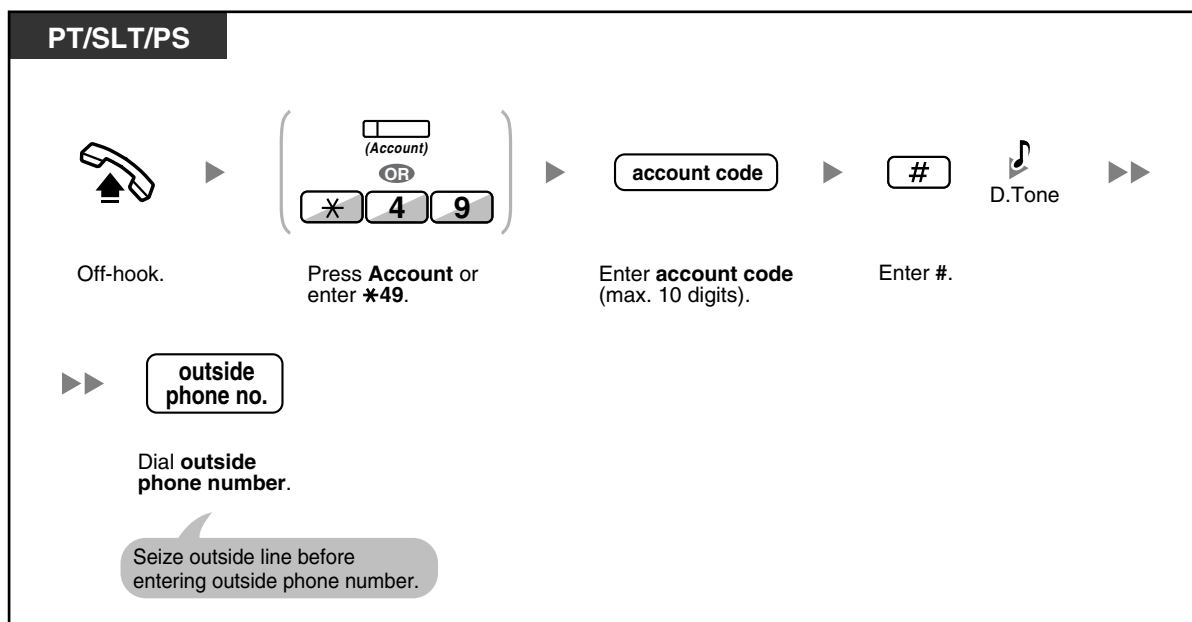 PT/SLT/PS
(Account)
OR
* 4 9
account code
#
D.Tone
Off-hook.
Press Account or
enter *49.
Enter account code
(max. 10 digits).
Enter #.
outside
phone no.
Dial outside
phone number.
Seize outside line before
entering outside phone number.